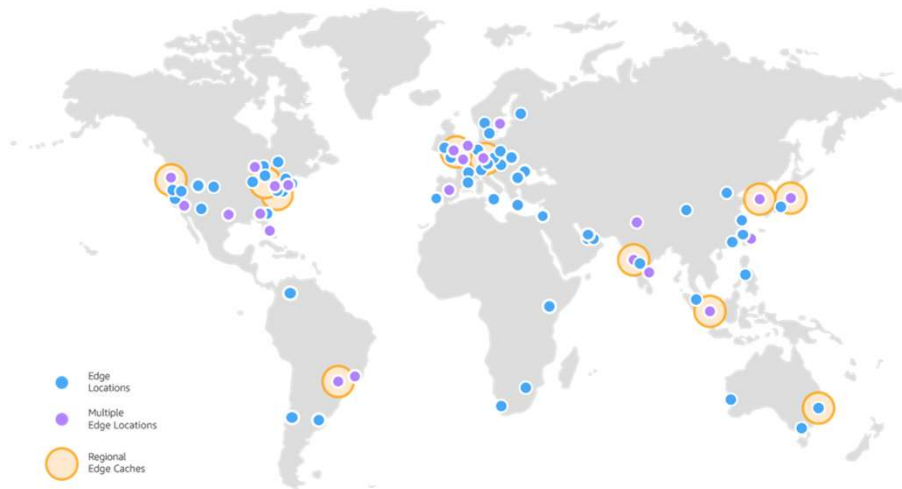 Edge
Locations
Multiple
Edge Locations
Regional
Edge Caches